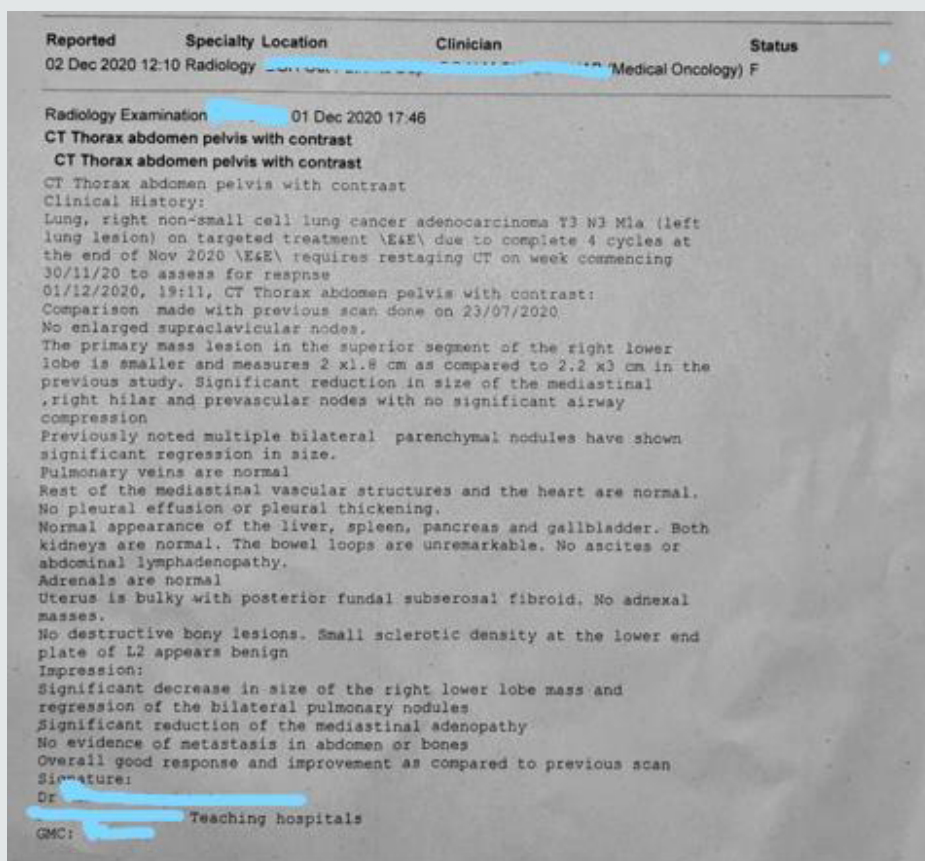 Reported Specialty Location Clinician Status
02 Dec 2020 12:10 Radiology (Medical Oncology) F
Radiology Examination 01 Dec 2020 17:46
CT Thorax abdomen pelvis with contrast
CT Thorax abdomen pelvis with contrast
CT Thorax abdomen pelvis with contrast
Clinical History:
Lung, right non-small cell lung cancer adenocarcinoma T3 N3 M1a (left
lung lesion) on targeted treatment \E&E\ due to complete 4 cycles at
the end of Nov 2020 \E&E\ requires restaging CT on week commencing
30/11/20 to assess for respnse
01/12/2020, 19:11, CT Thorax abdomen pelvis with contrast:
Comparison made with previous scan done on 23/07/2020
No enlarged supraclavicular nodes.
The primary mass lesion in the superior segment of the right lower
lobe is smaller and measures 2 x1.8 cm as compared to 2.2 x3 cm in the
previous study. Significant reduction in size of the mediastinal
,right hilar and prevascular nodes with no significant airway
compression
Previously noted multiple bilateral parenchymal nodules have shown
significant regression in size.
Pulmonary veins are normal
Rest of the mediastinal vascular structures and the heart are normal.
No pleural effusion or pleural thickening.
Normal appearance of the liver, spleen, pancreas and gallbladder. Both
kidneys are normal. The bowel loops are unremarkable. No ascites or
abdominal lymphadenopathy.
Adrenals are normal
Uterus is bulky with posterior fundal subserosal fibroid. No adnexal
masses.
No destructive bony lesions. Small sclerotic density at the lower end
plate of L2 appears benign
Impression:
Significant decrease in size of the right lower lobe mass and
regression of the bilateral pulmonary nodules
Significant reduction of the mediastinal adenopathy
No evidence of metastasis in abdomen or bones
Overall good response and improvement as compared to previous scan
Signature:
Dr
Teaching hospitals
GMC: